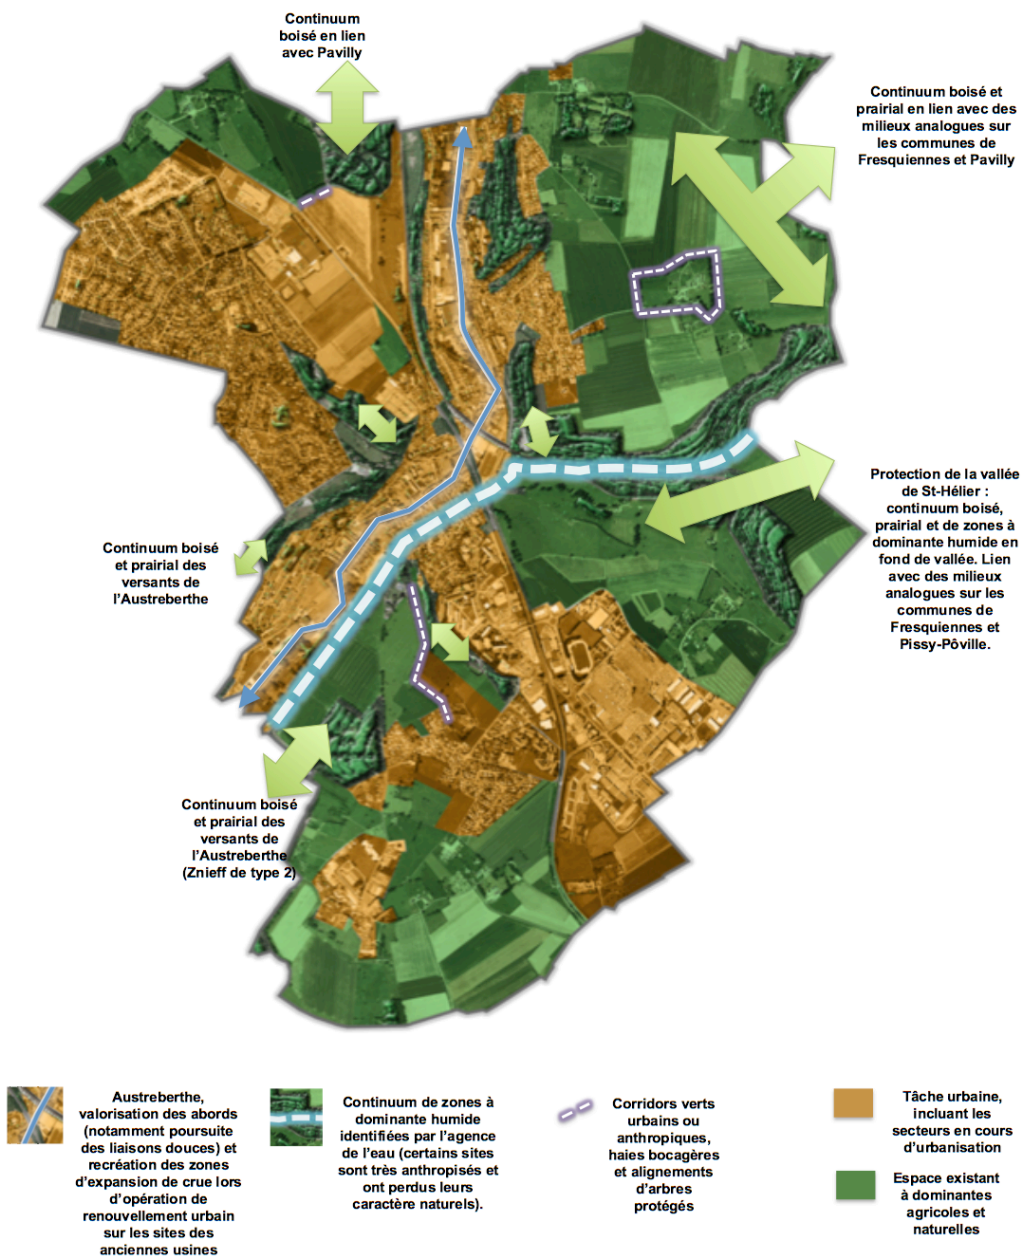 Continuum
boisé en lien
avec Pavilly
Continuum boisé et
prairial en lien avec des
milieux analogues sur
les communes de
Fresquiennes et Pavilly
Protection de la vallée
de St-Hélier :
continuum boisé,
prairial et de zones à
dominante humide en
fond de vallée. Lien
avec des milieux
analogues sur les
communes de
Fresquiennes et
Pissy-Pôville.
Continuum boisé
et prairial des
versants de
l'Austreberthe
Continuum boisé
et prairial des
versants de
l'Austreberthe
(Znieff de type 2)
Austreberthe,
valorisation des abords
(notamment poursuite
des liaisons douces) et
recréation des zones
d'expansion de crue lors
d'opération de
renouvellement urbain
sur les sites des
anciennes usines
Continuum de zones à
dominante humide
identifiées par l'agence
de l'eau (certains sites
sont très anthropisés et
ont perdus leurs
caractère naturels).
Corridors verts
urbains ou
anthropiques,
haies bocagères
et alignements
d'arbres
protégés
Tâche urbaine,
incluant les
secteurs en cours
d'urbanisation
Espace existant
à dominantes
agricoles et
naturelles